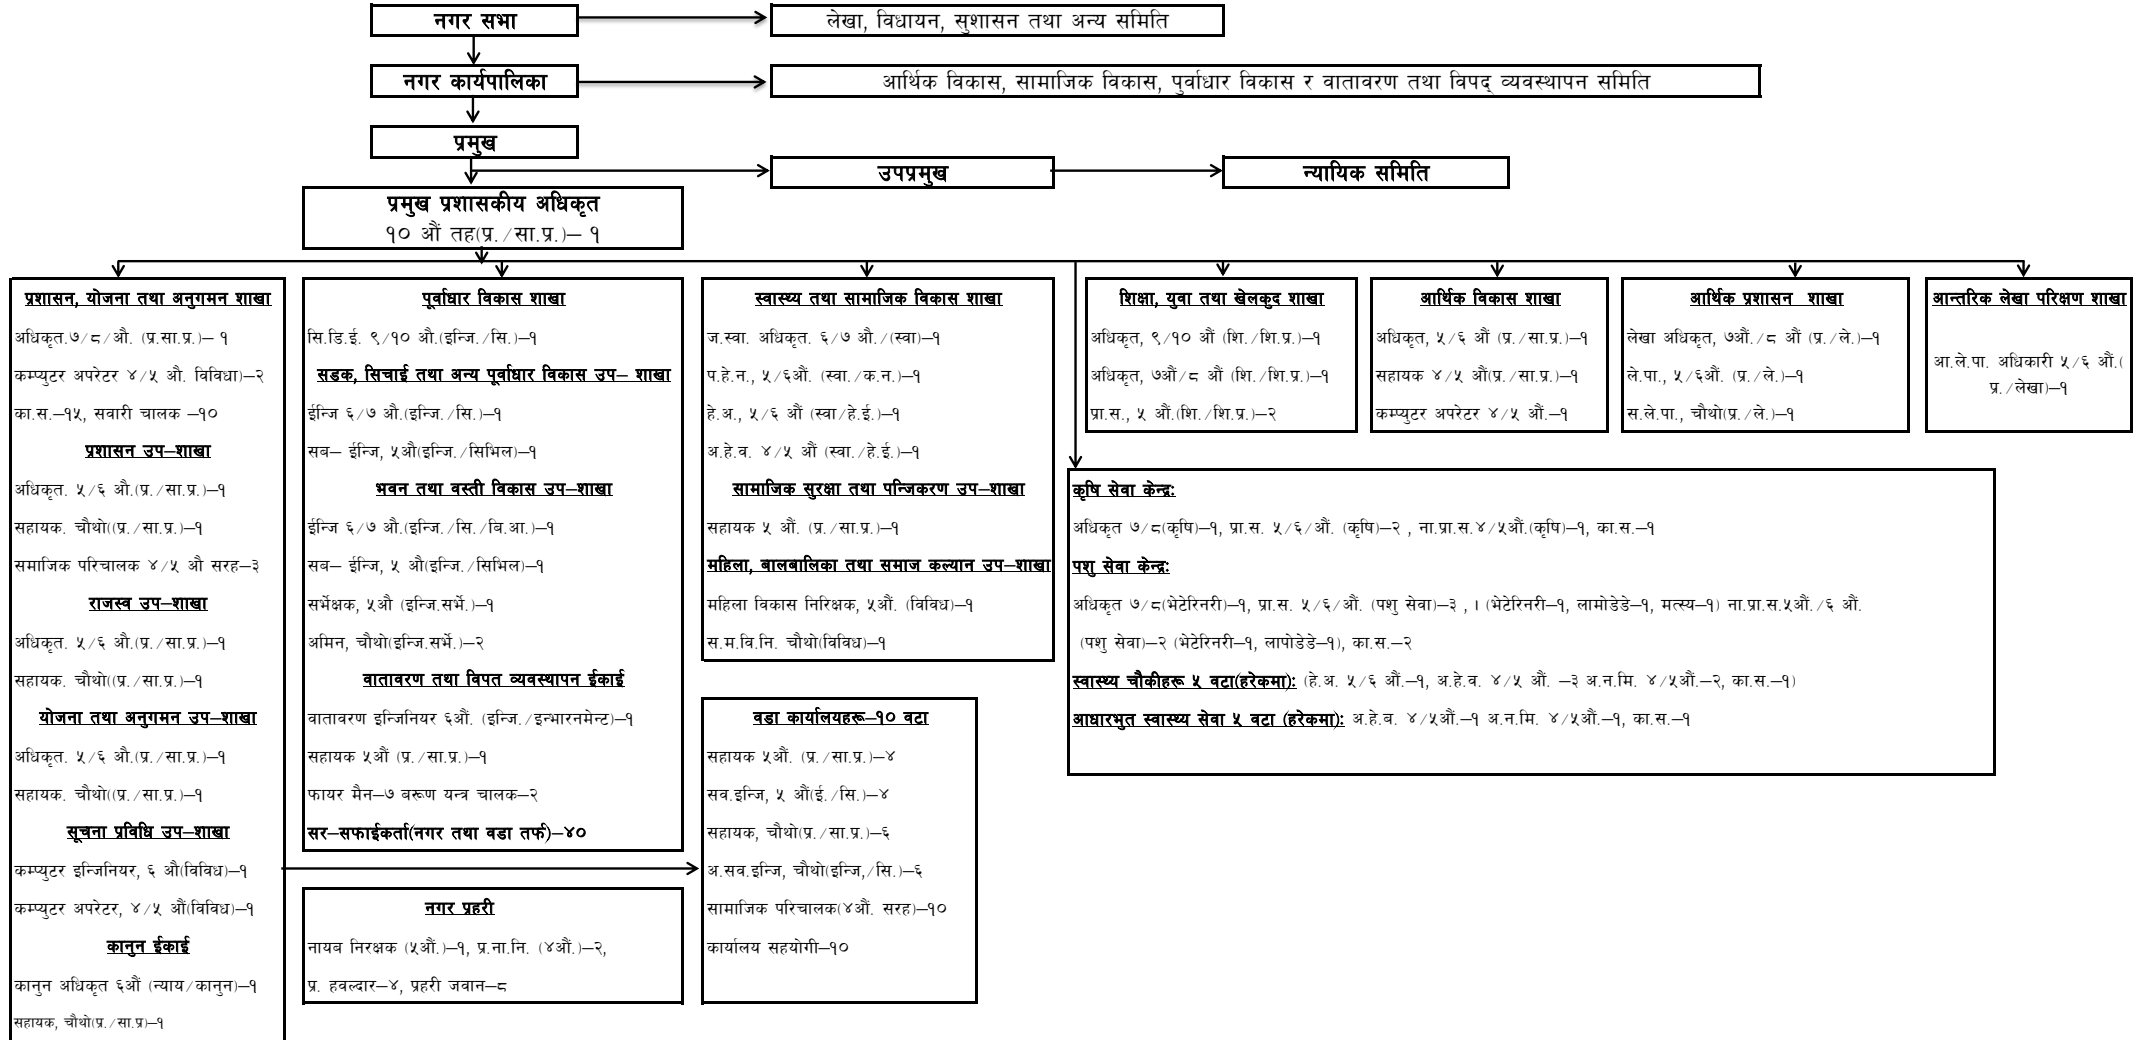 नगर सभा
लेखा, विधायन, सुशासन तथा अन्य समिति
नगर कार्यपालिका
आर्थिक विकास, सामाजिक विकास, पुर्वाधार विकास र वातावरण तथा विपद् व्यवस्थापन समिति
प्रमुख
उपप्रमुख
न्यायिक समिति
प्रमुख प्रशासकीय अधिकृत
१० औं तह(प्र./सा.प्र.)– १
प्रशासन, योजना तथा अनुगमन शाखा
अधिकृत.७/८/औ. (प्र.सा.प्र.)– १
कम्प्युटर अपरेटर ४/५ औ. विविधा)–२
का.स.–१५, सवारी चालक –१०
प्रशासन उप–शाखा
अधिकृत. ५/६ औ.(प्र./सा.प्र.)–१
सहायक. चौथो((प्र./सा.प्र.)–१
समाजिक परिचालक ४/५ औ सरह–३
राजस्व उप–शाखा
अधिकृत. ५/६ औ.(प्र./सा.प्र.)–१
सहायक. चौथो((प्र./सा.प्र.)–१
योजना तथा अनुगमन उप–शाखा
अधिकृत. ५/६ औ.(प्र./सा.प्र.)–१
सहायक. चौथो((प्र./सा.प्र.)–१
सूचना प्रविधि उप–शाखा
कम्प्युटर इन्जिनियर, ६ औ(विविध)–१
कम्प्युटर अपरेटर, ४/५ औं(विविध)–१
कानुन ईकाई
कानुन अधिकृत ६औं (न्याय/कानुन)–१
सहायक, चौथो(प्र./सा.प्र)–१
पूर्वाधार विकास शाखा
सि.डि.ई. ९/१० औ.(इन्जि./सि.)–१
सडक, सिचाई तथा अन्य पूर्वाधार विकास उप– शाखा
ईन्जि ६/७ औ.(इन्जि./सि.)–१
सब– ईन्जि, ५औ(इन्जि./सिभिल)–१
भवन तथा वस्ती विकास उप–शाखा
ईन्जि ६/७ औ.(इन्जि./सि./बि.आ.)–१
सब– ईन्जि, ५ औ(इन्जि./सिभिल)–१
सर्भेक्षक, ५औ (इन्जि.सर्भे.)–१
अमिन, चौथो(इन्जि.सर्भे.)–२
वातावरण तथा विपत व्यवस्थापन ईकाई
वातावरण इन्जिनियर ६औं. (इन्जि./इन्भारनमेन्ट)–१
सहायक ५औं (प्र./सा.प्र.)–१
फायर मैन–७ बरूण यन्त्र चालक–२
सर–सफाईकर्ता(नगर तथा वडा तर्फ)–४०
नगर प्रहरी
नायब निरक्षक (५औं.)–१, प्र.ना.नि. (४औं.)–२,
प्र. हवल्दार–४, प्रहरी जवान–८
स्वास्थ्य तथा सामाजिक विकास शाखा
ज.स्वा. अधिकृत. ६/७ औ./(स्वा)–१
प.हे.न., ५/६औं. (स्वा./क.न.)–१
हे.अ., ५/६ औं (स्वा/हे.ई.)–१
अ.हे.व. ४/५ औं (स्वा./हे.ई.)–१
सामाजिक सुरक्षा तथा पन्जिकरण उप–शाखा
सहायक ५ औं. (प्र./सा.प्र.)–१
महिला, बालबालिका तथा समाज कल्यान उप–शाखा
महिला विकास निरिक्षक, ५औं. (विविध)–१
स.म.वि.नि. चौथो(विविध)–१
वडा कार्यालयहरू–१० वटा
सहायक ५औं. (प्र./सा.प्र.)–४
सव.इन्जि, ५ औं(ई./सि.)–४
सहायक, चौथो(प्र./सा.प्र.)–६
अ.सव.इन्जि, चौथो(इन्जि,/सि.)–६
सामाजिक परिचालक(४औं. सरह)–१०
कार्यालय सहयोगी–१०
शिक्षा, युवा तथा खेलकुद शाखा
अधिकृत, ९/१० औं (शि./शि.प्र.)–१
अधिकृत, ७औं/८ औं (शि./शि.प्र.)–१
प्रा.स., ५ औं.(शि./शि.प्र.)–२
आर्थिक विकास शाखा
अधिकृत, ५/६ औं (प्र./सा.प्र.)–१
सहायक ४/५ औं(प्र./सा.प्र.)–१
कम्प्युटर अपरेटर ४/५ औं.–१
आर्थिक प्रशासन शाखा
लेखा अधिकृत, ७औं./८ औं (प्र./ले.)–१
ले.पा., ५/६औं. (प्र./ले.)–१
स.ले.पा., चौथो(प्र./ले.)–१
आन्तरिक लेखा परिक्षण शाखा
आ.ले.पा. अधिकारी ५/६ औं.(
प्र./लेखा)–१
कृषि सेवा केन्द्रः
अधिकृत ७/८(कृषि)–१, प्रा.स. ५/६/औं. (कृषि)–२ , ना.प्रा.स.४/५औं.(कृषि)–१, का.स.–१
पशु सेवा केन्द्रः
अधिकृत ७/८(भेटेरिनरी)–१, प्रा.स. ५/६/औं. (पशु सेवा)–३ , । (भेटेरिनरी–१, लामोडेडे–१, मत्स्य–१) ना.प्रा.स.५औं./६ औं.
(पशु सेवा)–२ (भेटेरिनरी–१, लापोडेडे–१), का.स.–२
स्वास्थ्य चौकीहरू ५ वटा(हरेकमा): (हे.अ. ५/६ औं.–१, अ.हे.व. ४/५ औं. –३ अ.न.मि. ४/५औं.–२, का.स.–१)
आधारभुत स्वास्थ्य सेवा ५ वटा (हरेकमा): अ.हे.ब. ४/५औं.–१ अ.न.मि. ४/५औं.–१, का.स.–१